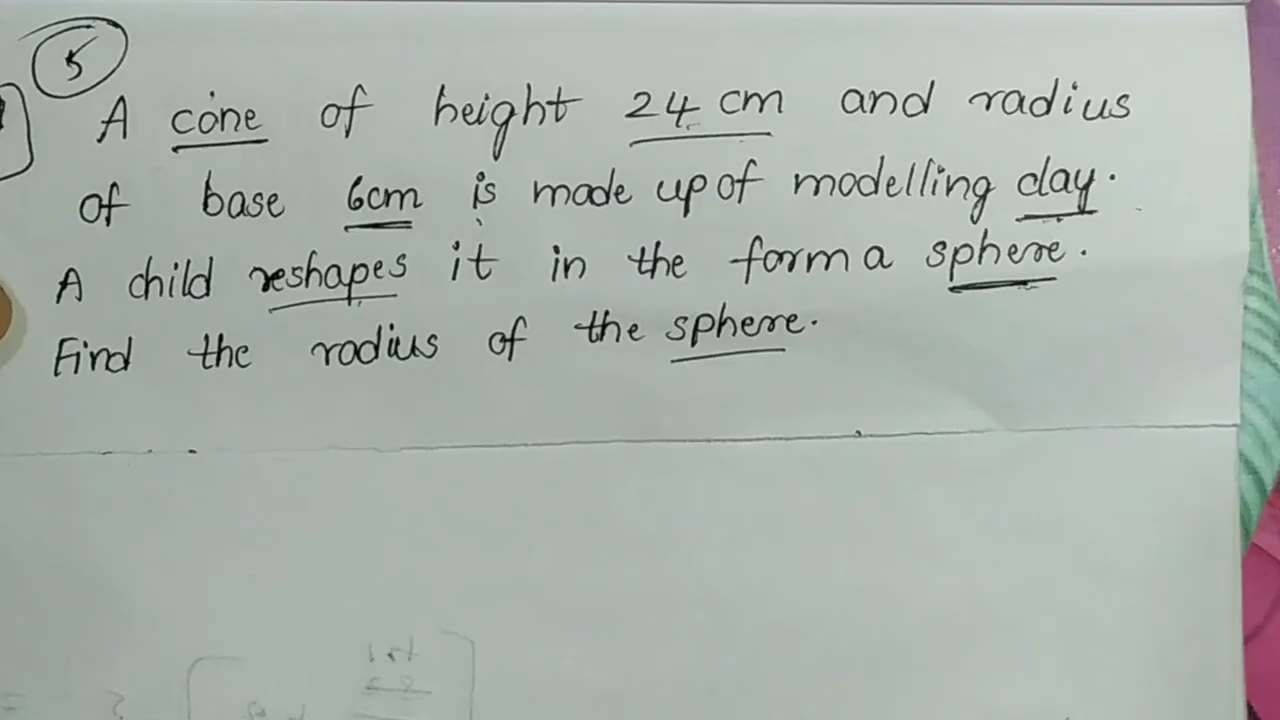 5
A cone of height 24 cm and radius
of base 6cm is made up of modelling clay.
A child reshapes it in the form a sphere.
Find the radius of the sphere.